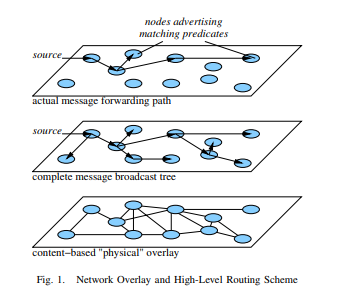 nodes advertising
matching predicates
source
actual message forwarding path
source
complete message broadcast tree
content−based "physical" overlay
Fig. 1. Network Overlay and High-Level Routing Scheme